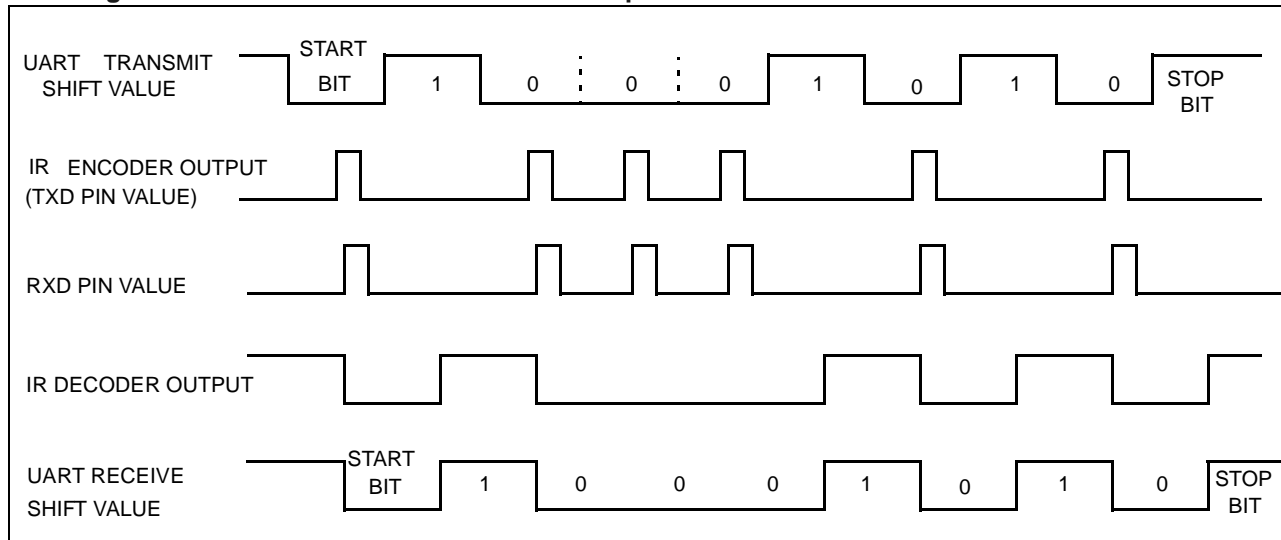 UART TRANSMIT
SHIFT VALUE
START
BIT
1 0 0 0 1 0 1 0
STOP
BIT
IR ENCODER OUTPUT
(TXD PIN VALUE)
RXD PIN VALUE
IR DECODER OUTPUT
UART RECEIVE
SHIFT VALUE
START
BIT
1 0 0 0 1 0 1 0
STOP
BIT